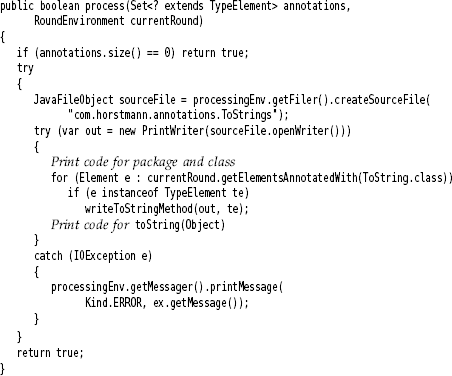 public boolean process(Set<? extends TypeElement> annotations,
      RoundEnvironment currentRound)
{
   if (annotations.size() == 0) return true;
   try
   {
      JavaFileObject sourceFile = processingEnv.getFiler().createSourceFile(
            "com.horstmann.annotations.ToStrings");
      try (var out = new PrintWriter(sourceFile.openWriter()))
      {
         Print code for package and class
         for (Element e : currentRound.getElementsAnnotatedWith(ToString.class))
            if (e instanceof TypeElement te)
               writeToStringMethod(out, te);
         Print code for toString(Object)
      }
      catch (IOException e)
      {
         processingEnv.getMessager().printMessage(
               Kind.ERROR, ex.getMessage());
      }
   }
   return true;
}